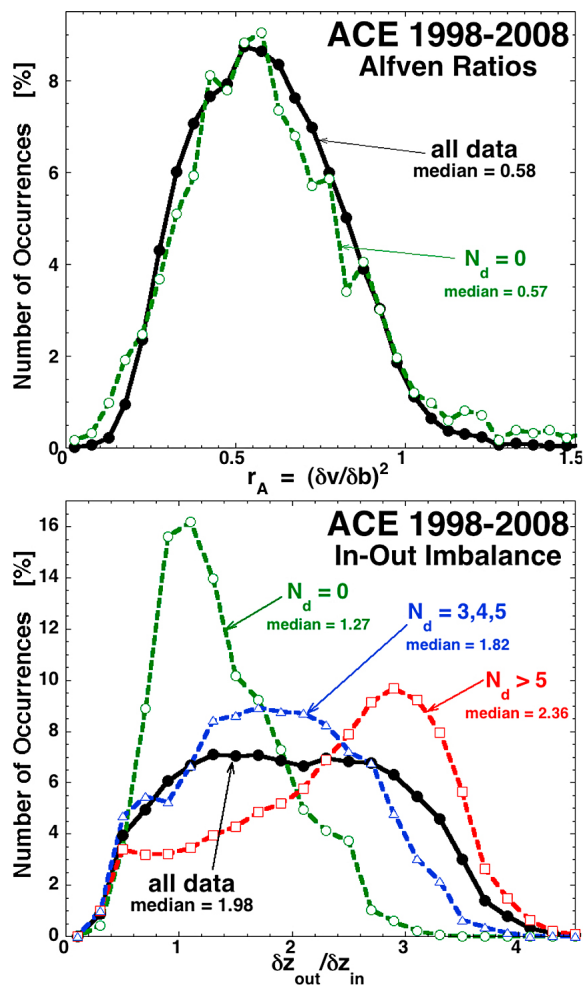 ACE 1998-2008
Alfven Ratios
Number of Occurrences [%]
8
6
4
2
0
all data
median = 0.58
N_d = 0
median = 0.57
0 0.5 1 1.5
r_A = (δv/δb)²
ACE 1998-2008
In-Out Imbalance
Number of Occurrences [%]
16
14
12
10
8
6
4
2
0
N_d = 0
median = 1.27
N_d = 3,4,5
median = 1.82
N_d > 5
median = 2.36
all data
median = 1.98
0 1 2 3 4
δz_out/δz_in